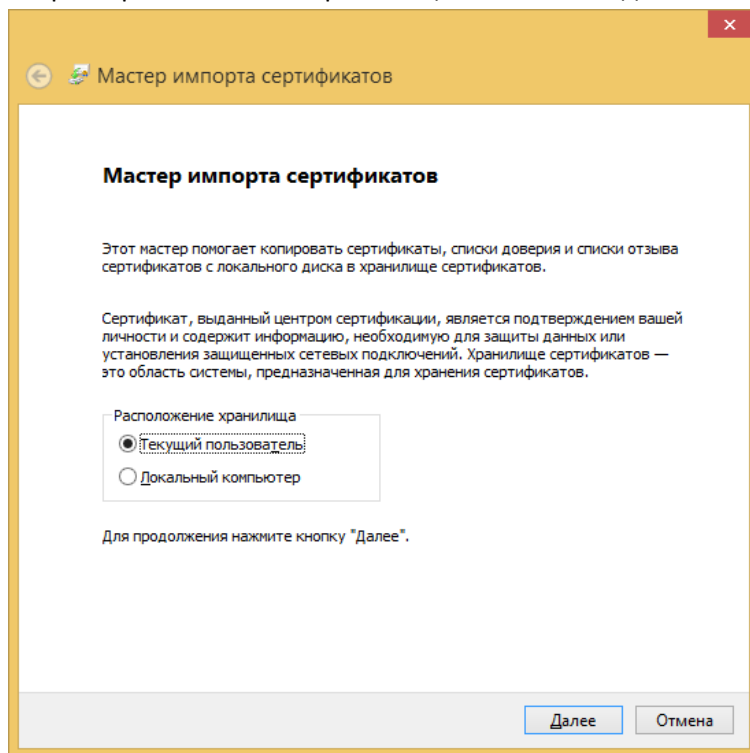 Мастер импорта сертификатов
Мастер импорта сертификатов
Этот мастер помогает копировать сертификаты, списки доверия и списки отзыва
сертификатов с локального диска в хранилище сертификатов.
Сертификат, выданный центром сертификации, является подтверждением вашей
личности и содержит информацию, необходимую для защиты данных или
установления защищенных сетевых подключений. Хранилище сертификатов —
это область системы, предназначенная для хранения сертификатов.
Расположение хранилища
Текущий пользователь
Локальный компьютер
Для продолжения нажмите кнопку "Далее".
Далее Отмена